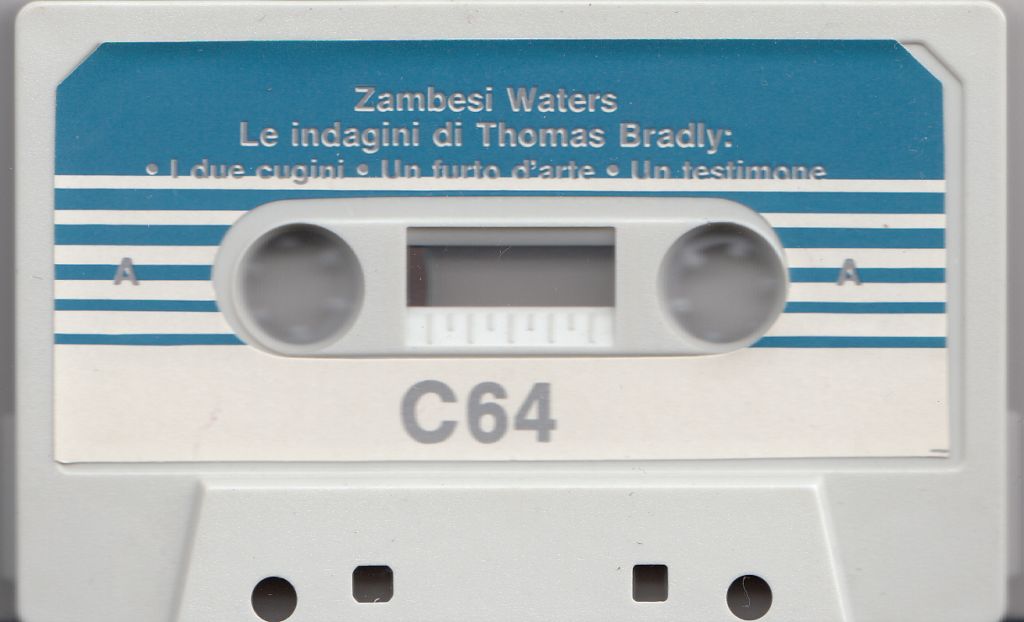 Zambesi Waters
Le indagini di Thomas Bradly:
• I due cugini • Un furto d'arte • Un testimone
A A
C64